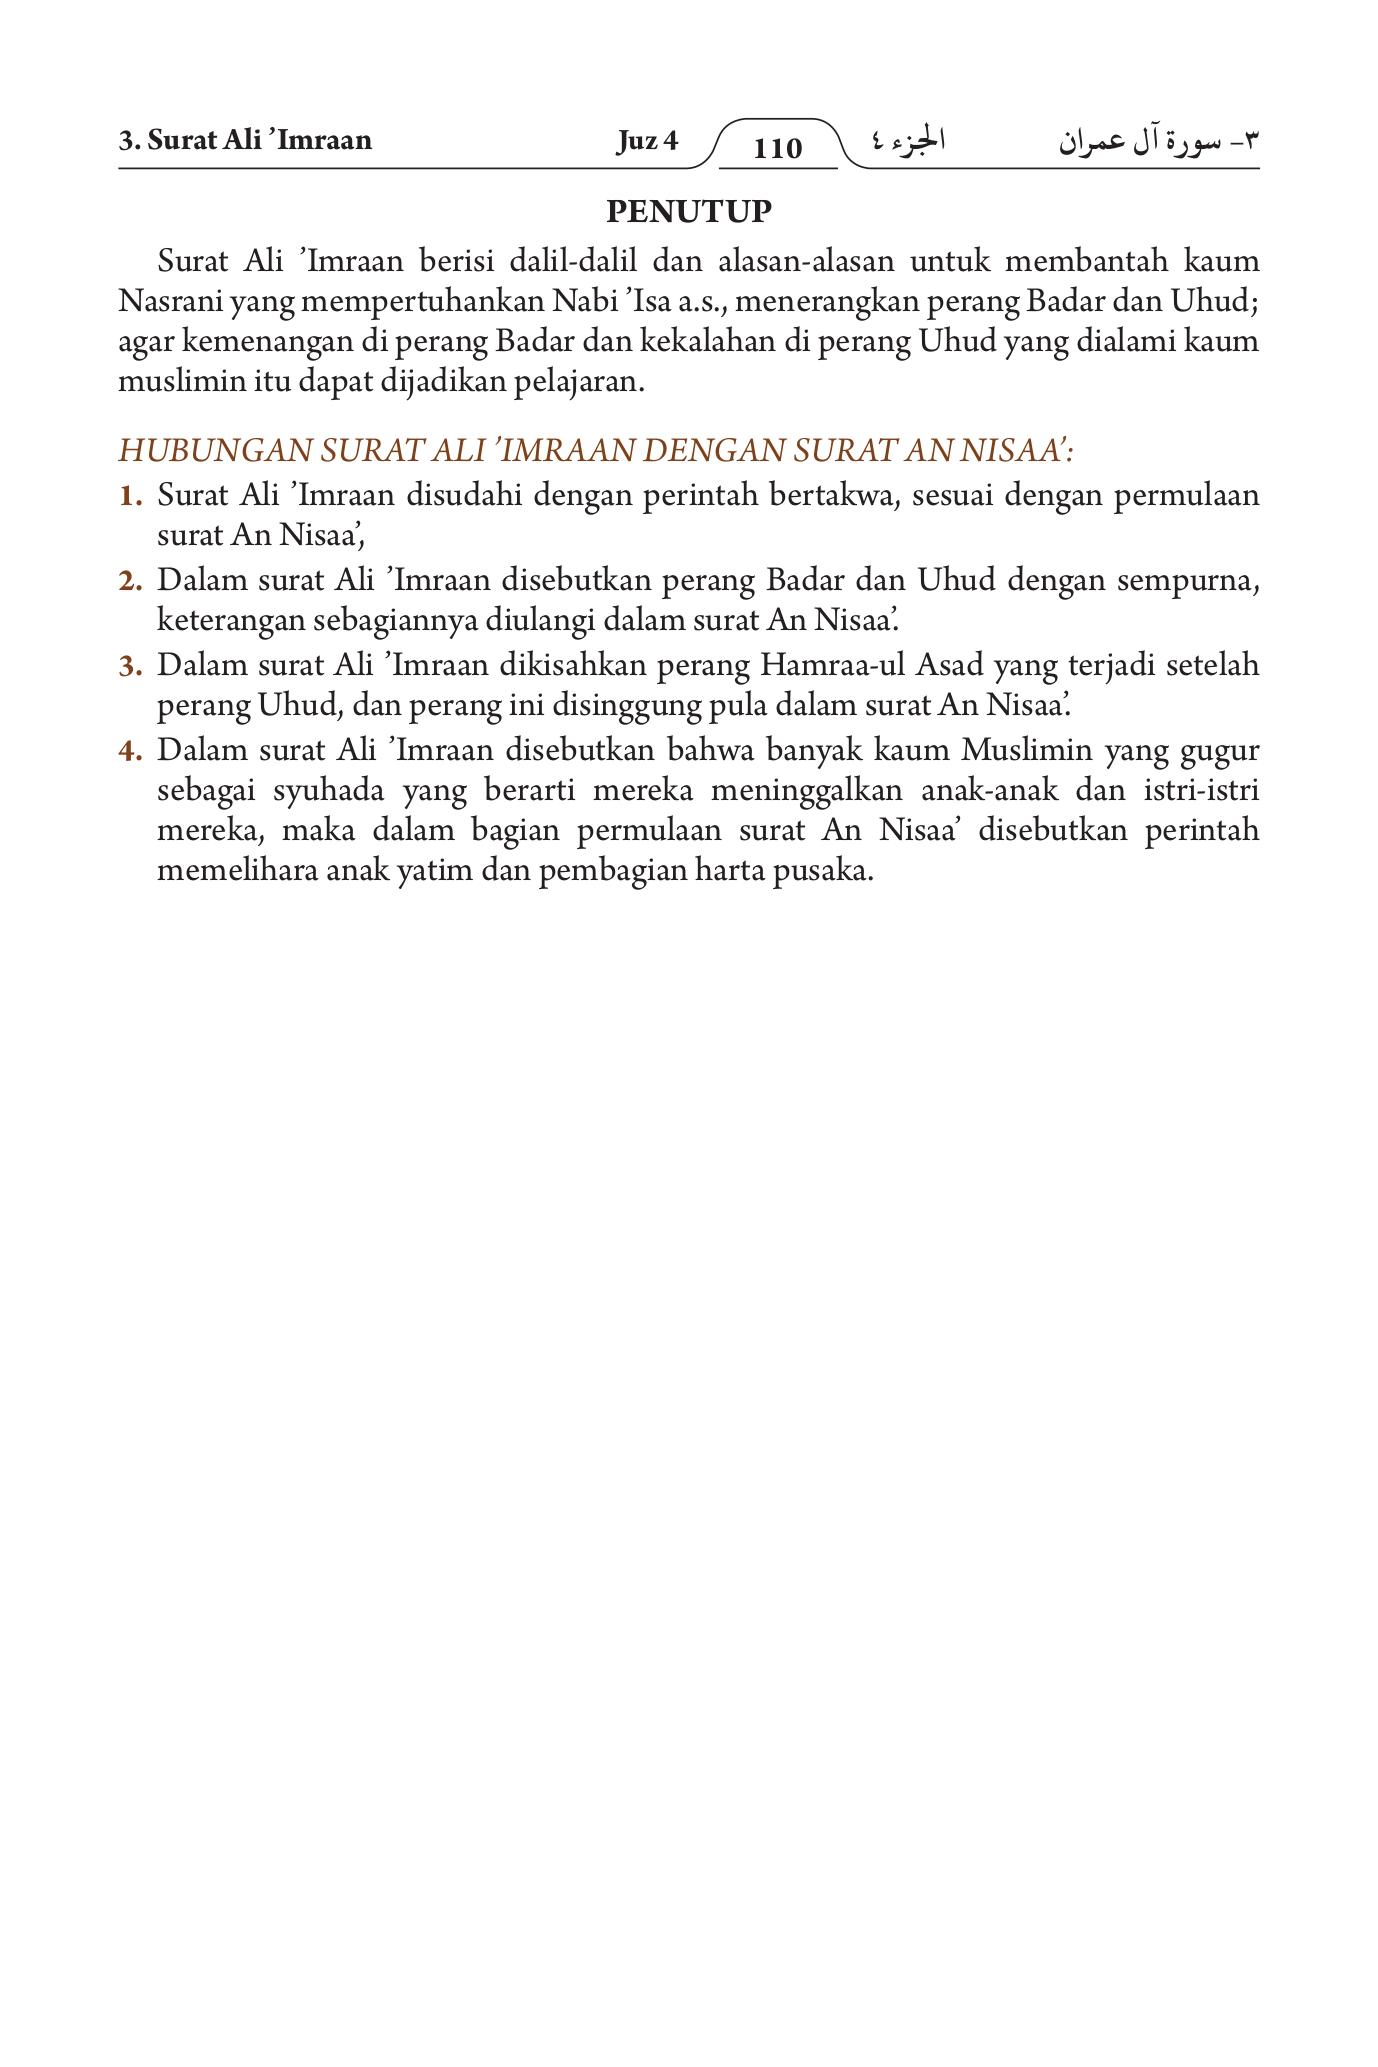 3. Surat Ali ’Imraan Juz 4 110 الجزء ٤ ٣- سورة آل عمران
PENUTUP
Surat Ali ’Imraan berisi dalil-dalil dan alasan-alasan untuk membantah kaum
Nasrani yang mempertuhankan Nabi ’Isa a.s., menerangkan perang Badar dan Uhud;
agar kemenangan di perang Badar dan kekalahan di perang Uhud yang dialami kaum
muslimin itu dapat dijadikan pelajaran.
HUBUNGAN SURAT ALI ’IMRAAN DENGAN SURAT AN NISAA’:
1. Surat Ali ’Imraan disudahi dengan perintah bertakwa, sesuai dengan permulaan
surat An Nisaa’,
2. Dalam surat Ali ’Imraan disebutkan perang Badar dan Uhud dengan sempurna,
keterangan sebagiannya diulangi dalam surat An Nisaa’.
3. Dalam surat Ali ’Imraan dikisahkan perang Hamraa-ul Asad yang terjadi setelah
perang Uhud, dan perang ini disinggung pula dalam surat An Nisaa’.
4. Dalam surat Ali ’Imraan disebutkan bahwa banyak kaum Muslimin yang gugur
sebagai syuhada yang berarti mereka meninggalkan anak-anak dan istri-istri
mereka, maka dalam bagian permulaan surat An Nisaa’ disebutkan perintah
memelihara anak yatim dan pembagian harta pusaka.